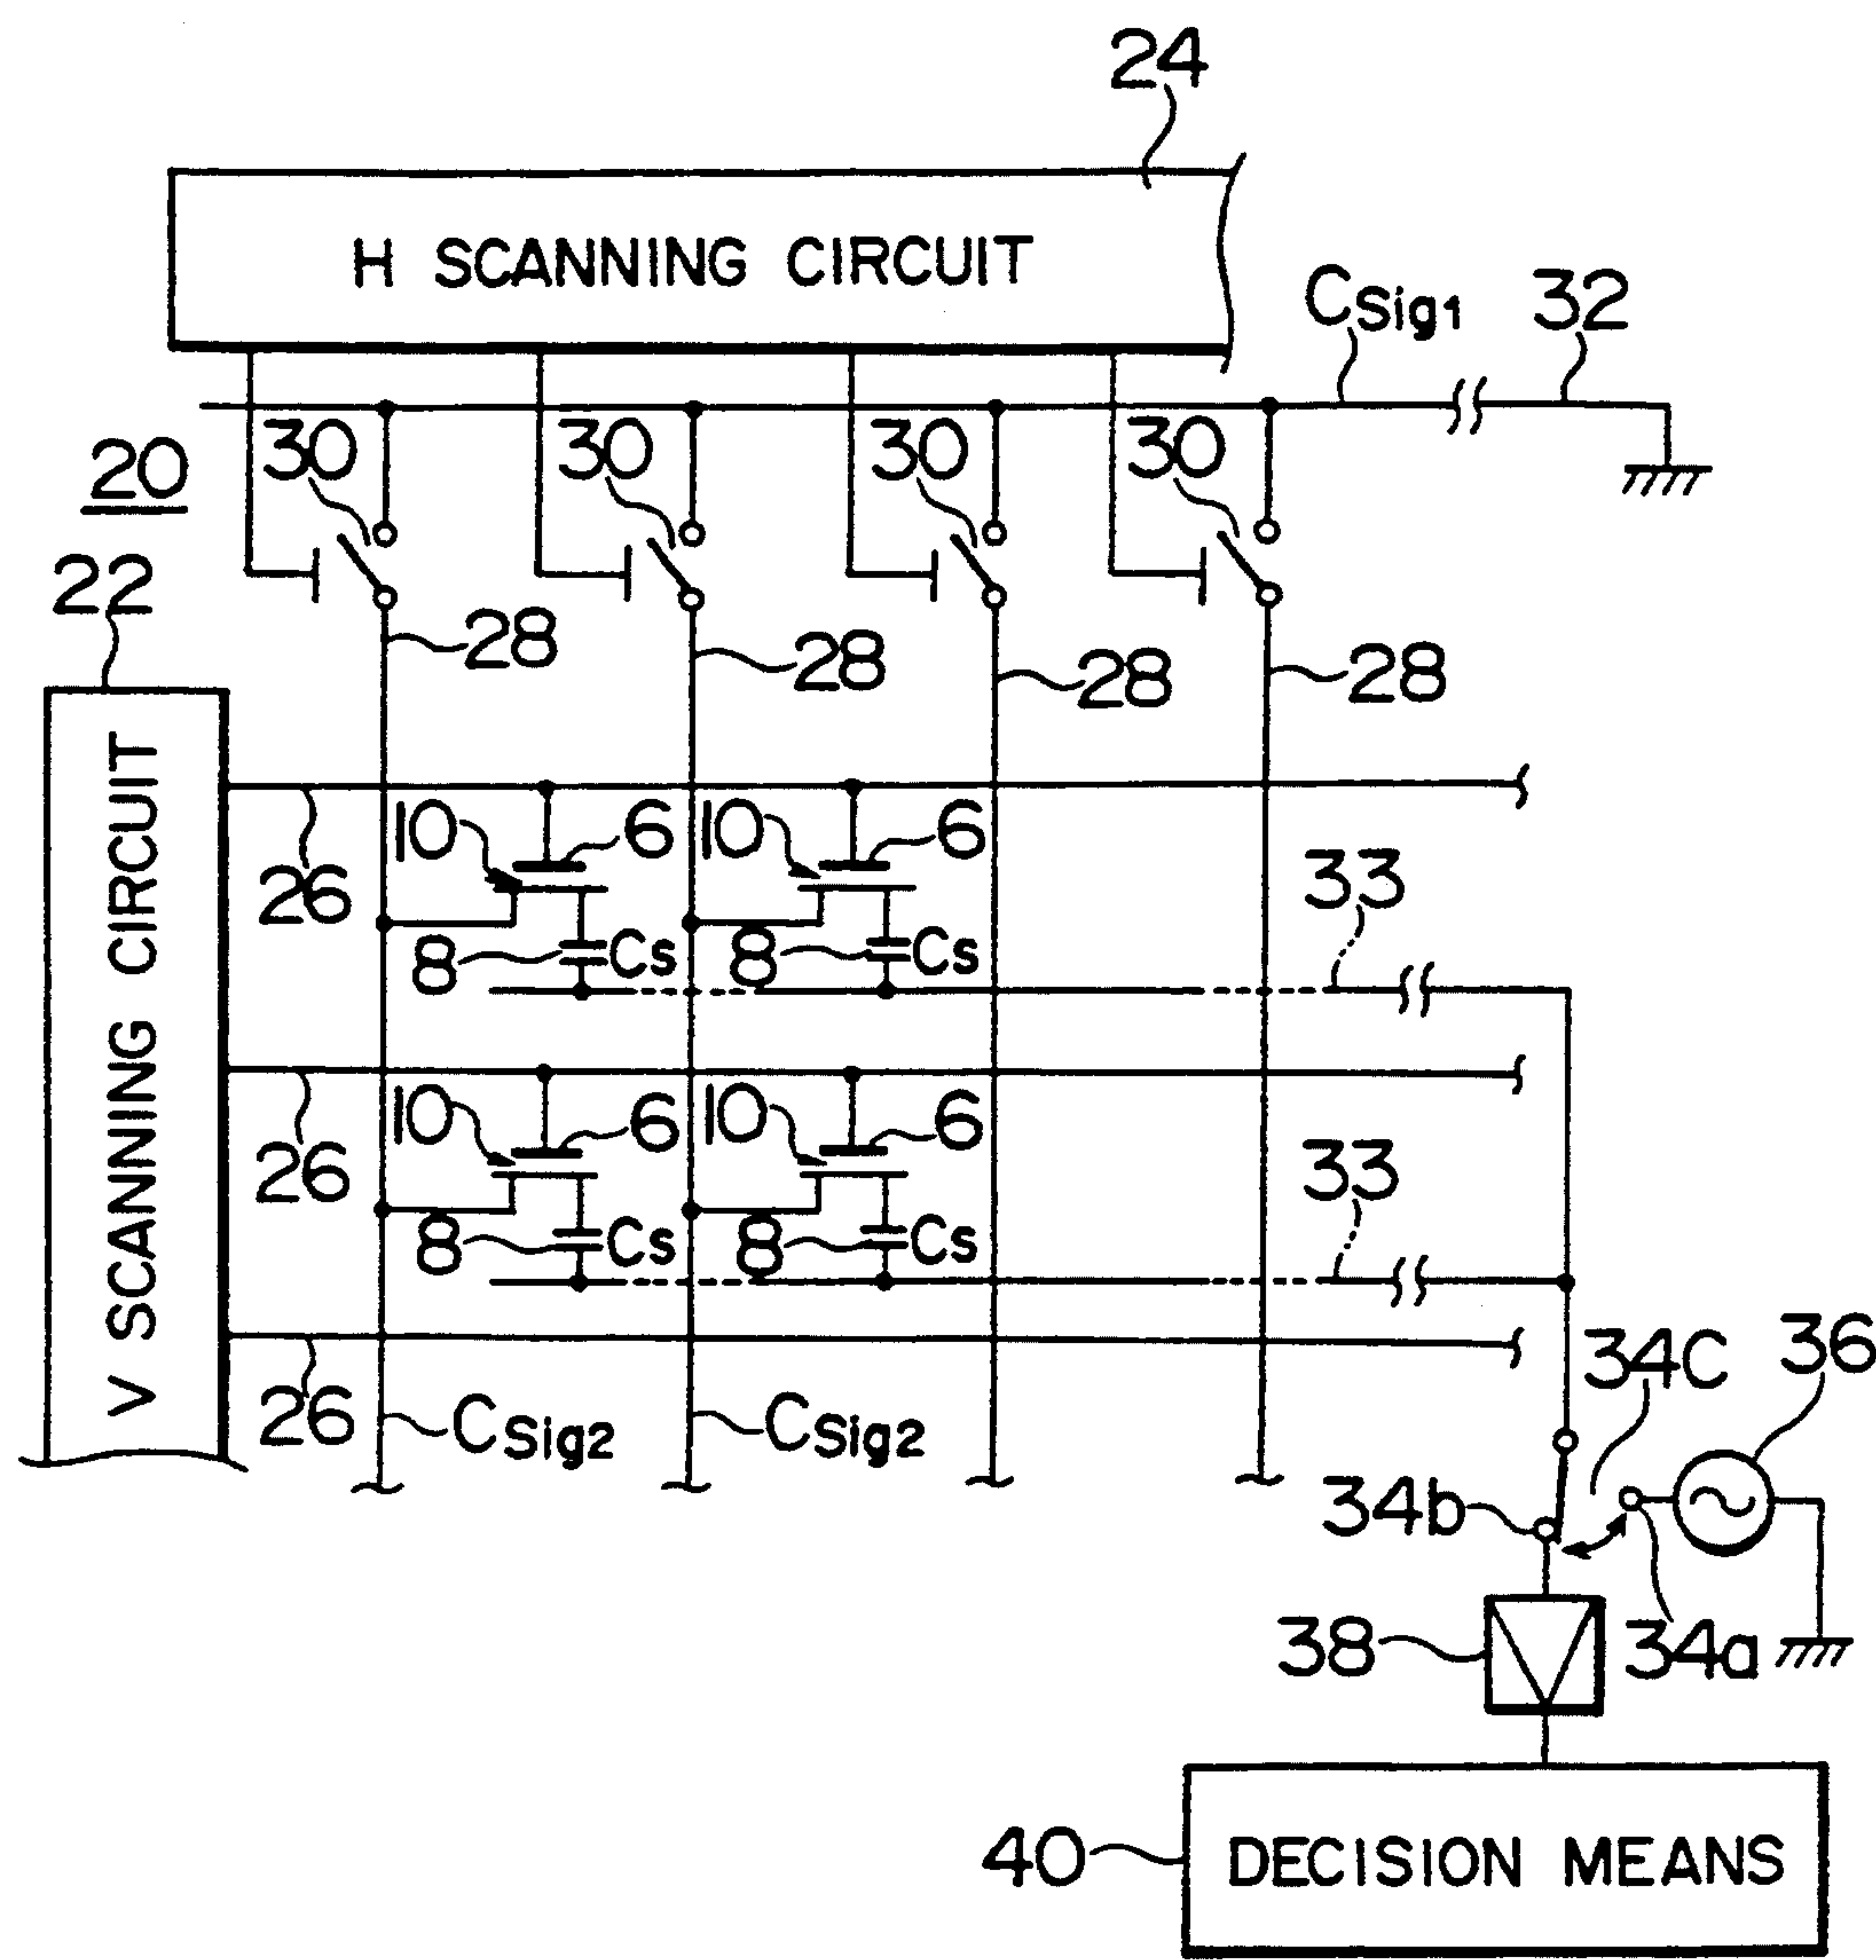 24
H SCANNING CIRCUIT
CSig1 32
30 30 30 30
20
22
28 28 28 28
V SCANNING CIRCUIT
10 6 10 6
26
33
8 Cs 8 Cs
10 6 10 6
26
33
8 Cs 8 Cs
26
CSig2 CSig2
34C 36
34b
38 34a
40 DECISION MEANS